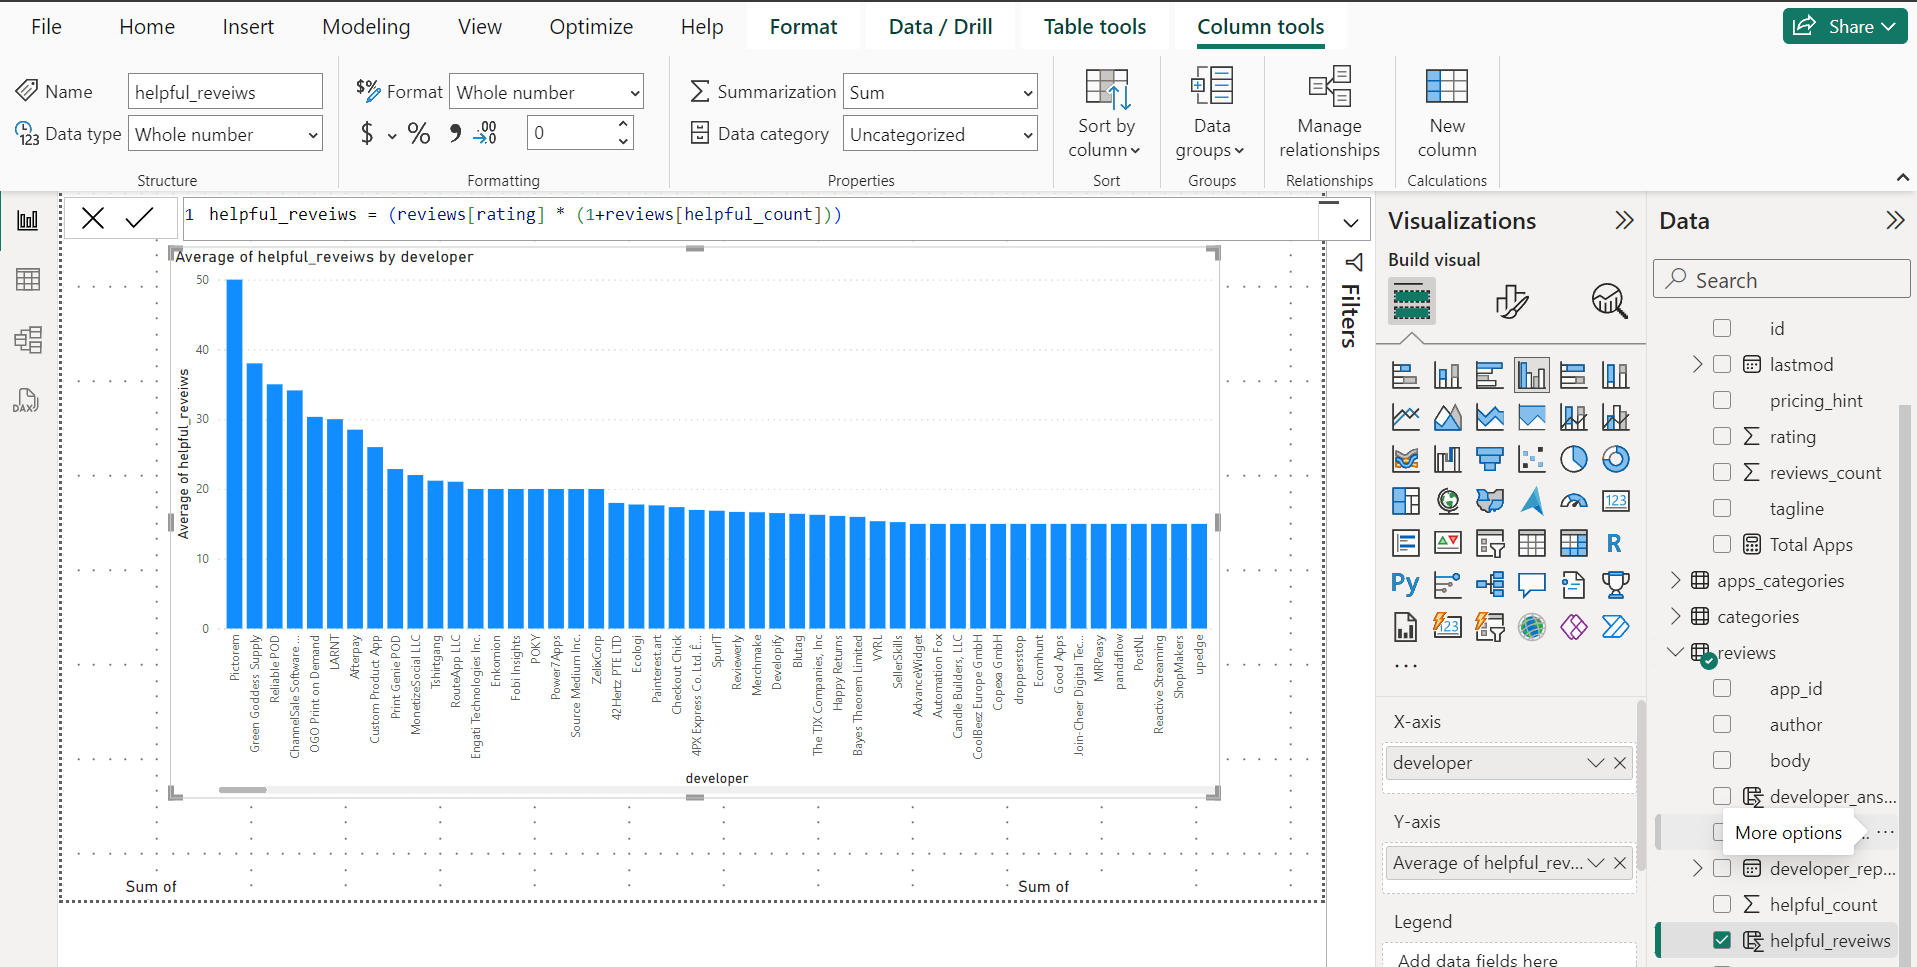 File Home Insert Modeling View Optimize Help Format Data / Drill Table tools Column tools Share
Name helpful_reveiws
Data type Whole number
Structure
$% Format Whole number
$ % , .00 0
Formatting
Summarization Sum
Data category Uncategorized
Properties
Sort by
column
Sort
Data
groups
Groups
Manage
relationships
Relationships
New
column
Calculations
1 helpful_reveiws = (reviews[rating] * (1+reviews[helpful_count]))
DAX
Average of helpful_reveiws by developer
Average of helpful_reveiws
50
40
30
20
10
0
Pictorem
Green Goddess Supply
Reliable POD
ChannelSale Software ...
OGO Print on Demand
LARNT
Afterpay
Custom Product App
Print Genie POD
MonetizeSocial LLC
Tshirtgang
RouteApp LLC
Engati Technologies Inc.
Enkomion
Fobi Insights
POKY
Power7Apps
Source Medium Inc.
ZelixCorp
42Hertz PTE LTD
Ecologi
Painterest.art
Checkout Chick
4PX Express Co. Ltd.É...
SpurIT
Reviewerly
Merchmake
Developify
Blutag
The TJX Companies, Inc
Happy Returns
Bayes Theorem Limited
VYRL
SellerSkills
AdvanceWidget
Automation Fox
Candle Builders, LLC
CoolBeez Europe GmbH
Copexa GmbH
droppersstop
Ecomhunt
Good Apps
Join-Cheer Digital Tec...
MRPeasy
pandaflow
PostNL
Reactive Streaming
ShopMakers
upedge
developer
Sum of
Sum of
Filters
Visualizations
Build visual
123
R
Py
123
...
X-axis
developer
Y-axis
Average of helpful_rev...
Legend
Add data fields here
Data
Search
id
lastmod
pricing_hint
rating
reviews_count
tagline
Total Apps
apps_categories
categories
reviews
app_id
author
body
developer_ans...
More options
developer_rep...
helpful_count
helpful_reveiws